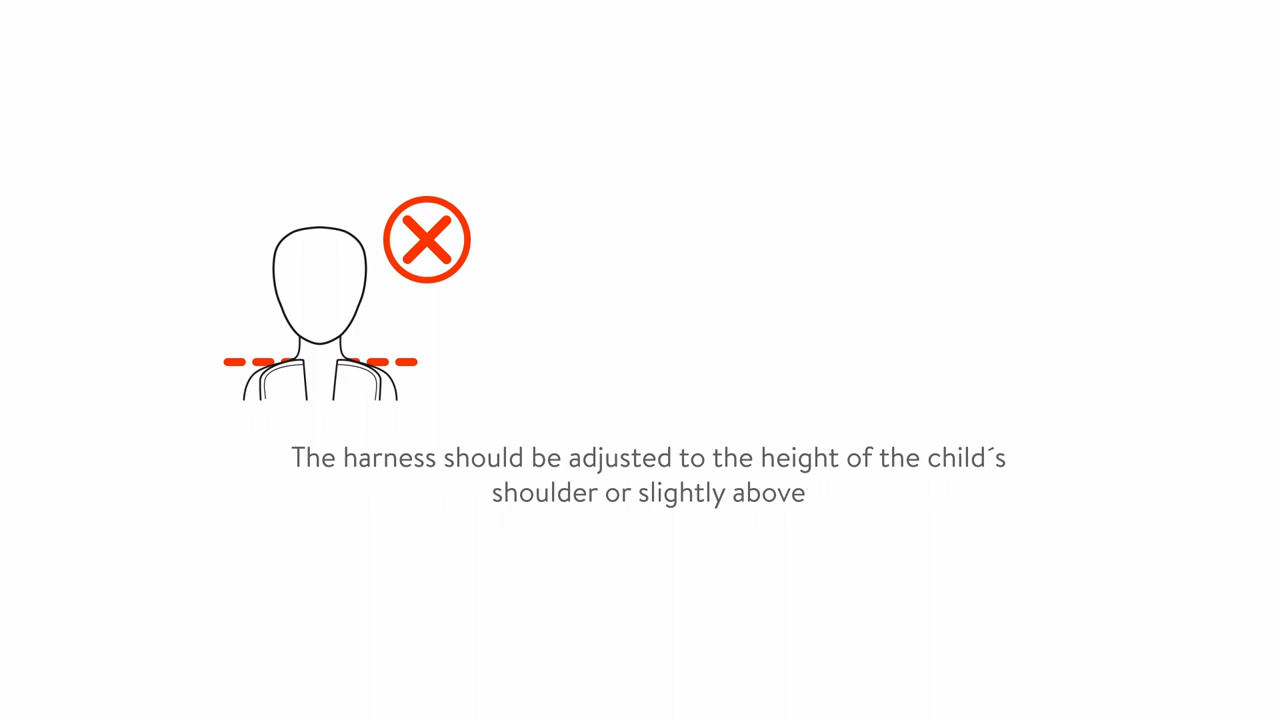 The harness should be adjusted to the height of the child´s
shoulder or slightly above